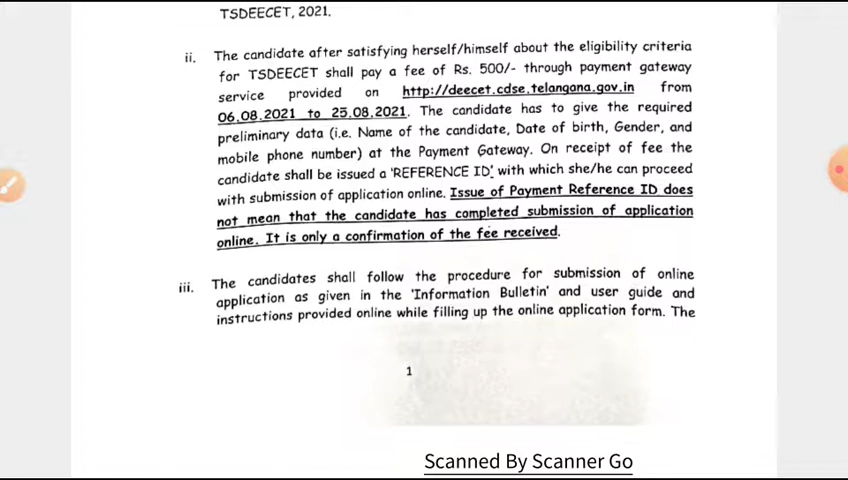 TSDEECET, 2021.
ii. The candidate after satisfying herself/himself about the eligibility criteria
for TSDEECET shall pay a fee of Rs. 500/- through payment gateway
service provided on http://deecet.cdse.telangana.gov.in from
06.08.2021 to 25.08.2021. The candidate has to give the required
preliminary data (i.e. Name of the candidate, Date of birth, Gender, and
mobile phone number) at the Payment Gateway. On receipt of fee the
candidate shall be issued a 'REFERENCE ID', with which she/he can proceed
with submission of application online. Issue of Payment Reference ID does
not mean that the candidate has completed submission of application
online. It is only a confirmation of the fee received.
iii. The candidates shall follow the procedure for submission of online
application as given in the 'Information Bulletin' and user guide and
instructions provided online while filling up the online application form. The
1
Scanned By Scanner Go